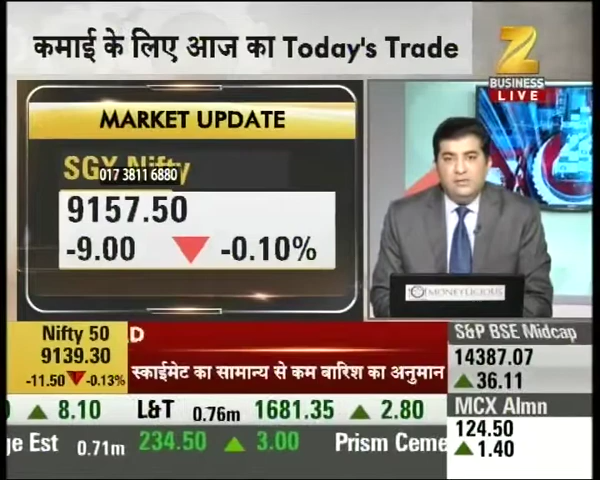 कमाई के लिए आज का Today's Trade
Z
BUSINESS
LIVE
MARKET UPDATE
SGX Nifty
017 3811 6880
9157.50
-9.00 -0.10%
MONEYLICIOUS
Nifty 50
9139.30
-11.50 -0.13%
D
स्काईमेट का सामान्य से कम बारिश का अनुमान
S&P BSE Midcap
14387.07
36.11
8.10 L&T 0.76m 1681.35 2.80
MCX Almn
124.50
1.40
ge Est 0.71m 234.50 3.00 Prism Ceme